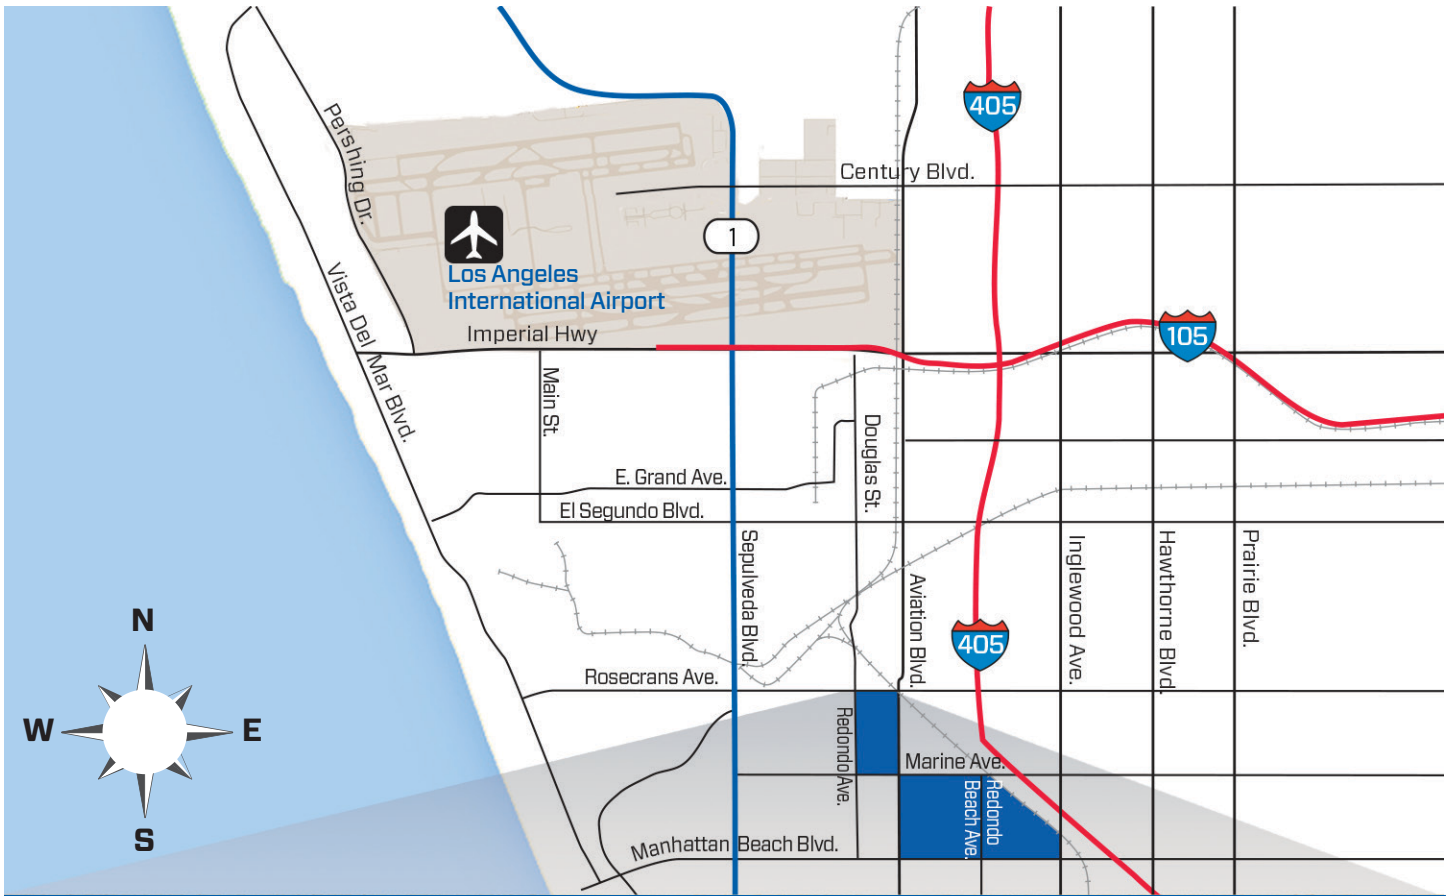 405
Pershing Dr.
Century Blvd.
1
Los Angeles
International Airport
Vista Del Mar Blvd.
Imperial Hwy
105
Main St.
Douglas St.
E. Grand Ave.
El Segundo Blvd.
Sepulveda Blvd.
Aviation Blvd.
Inglewood Ave.
Hawthorne Blvd.
Prairie Blvd.
N
W
E
S
405
Rosecrans Ave.
Redondo Ave.
Marine Ave.
Redondo
Beach Ave.
Manhattan Beach Blvd.